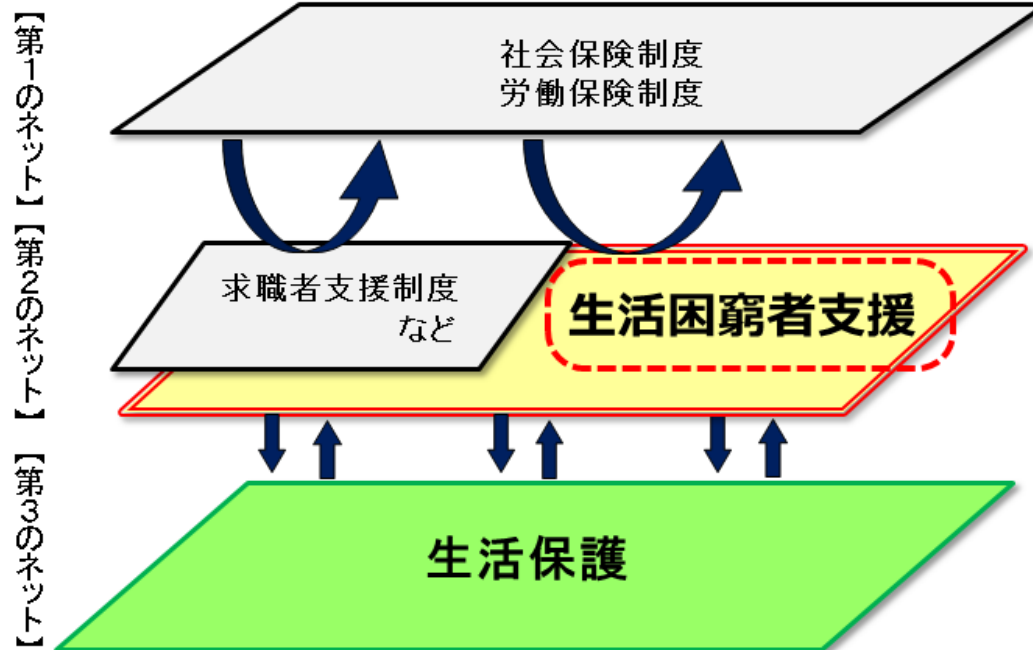 【第1のネット】
社会保険制度
労働保険制度
【第2のネット】
求職者支援制度
など
生活困窮者支援
【第3のネット】
生活保護